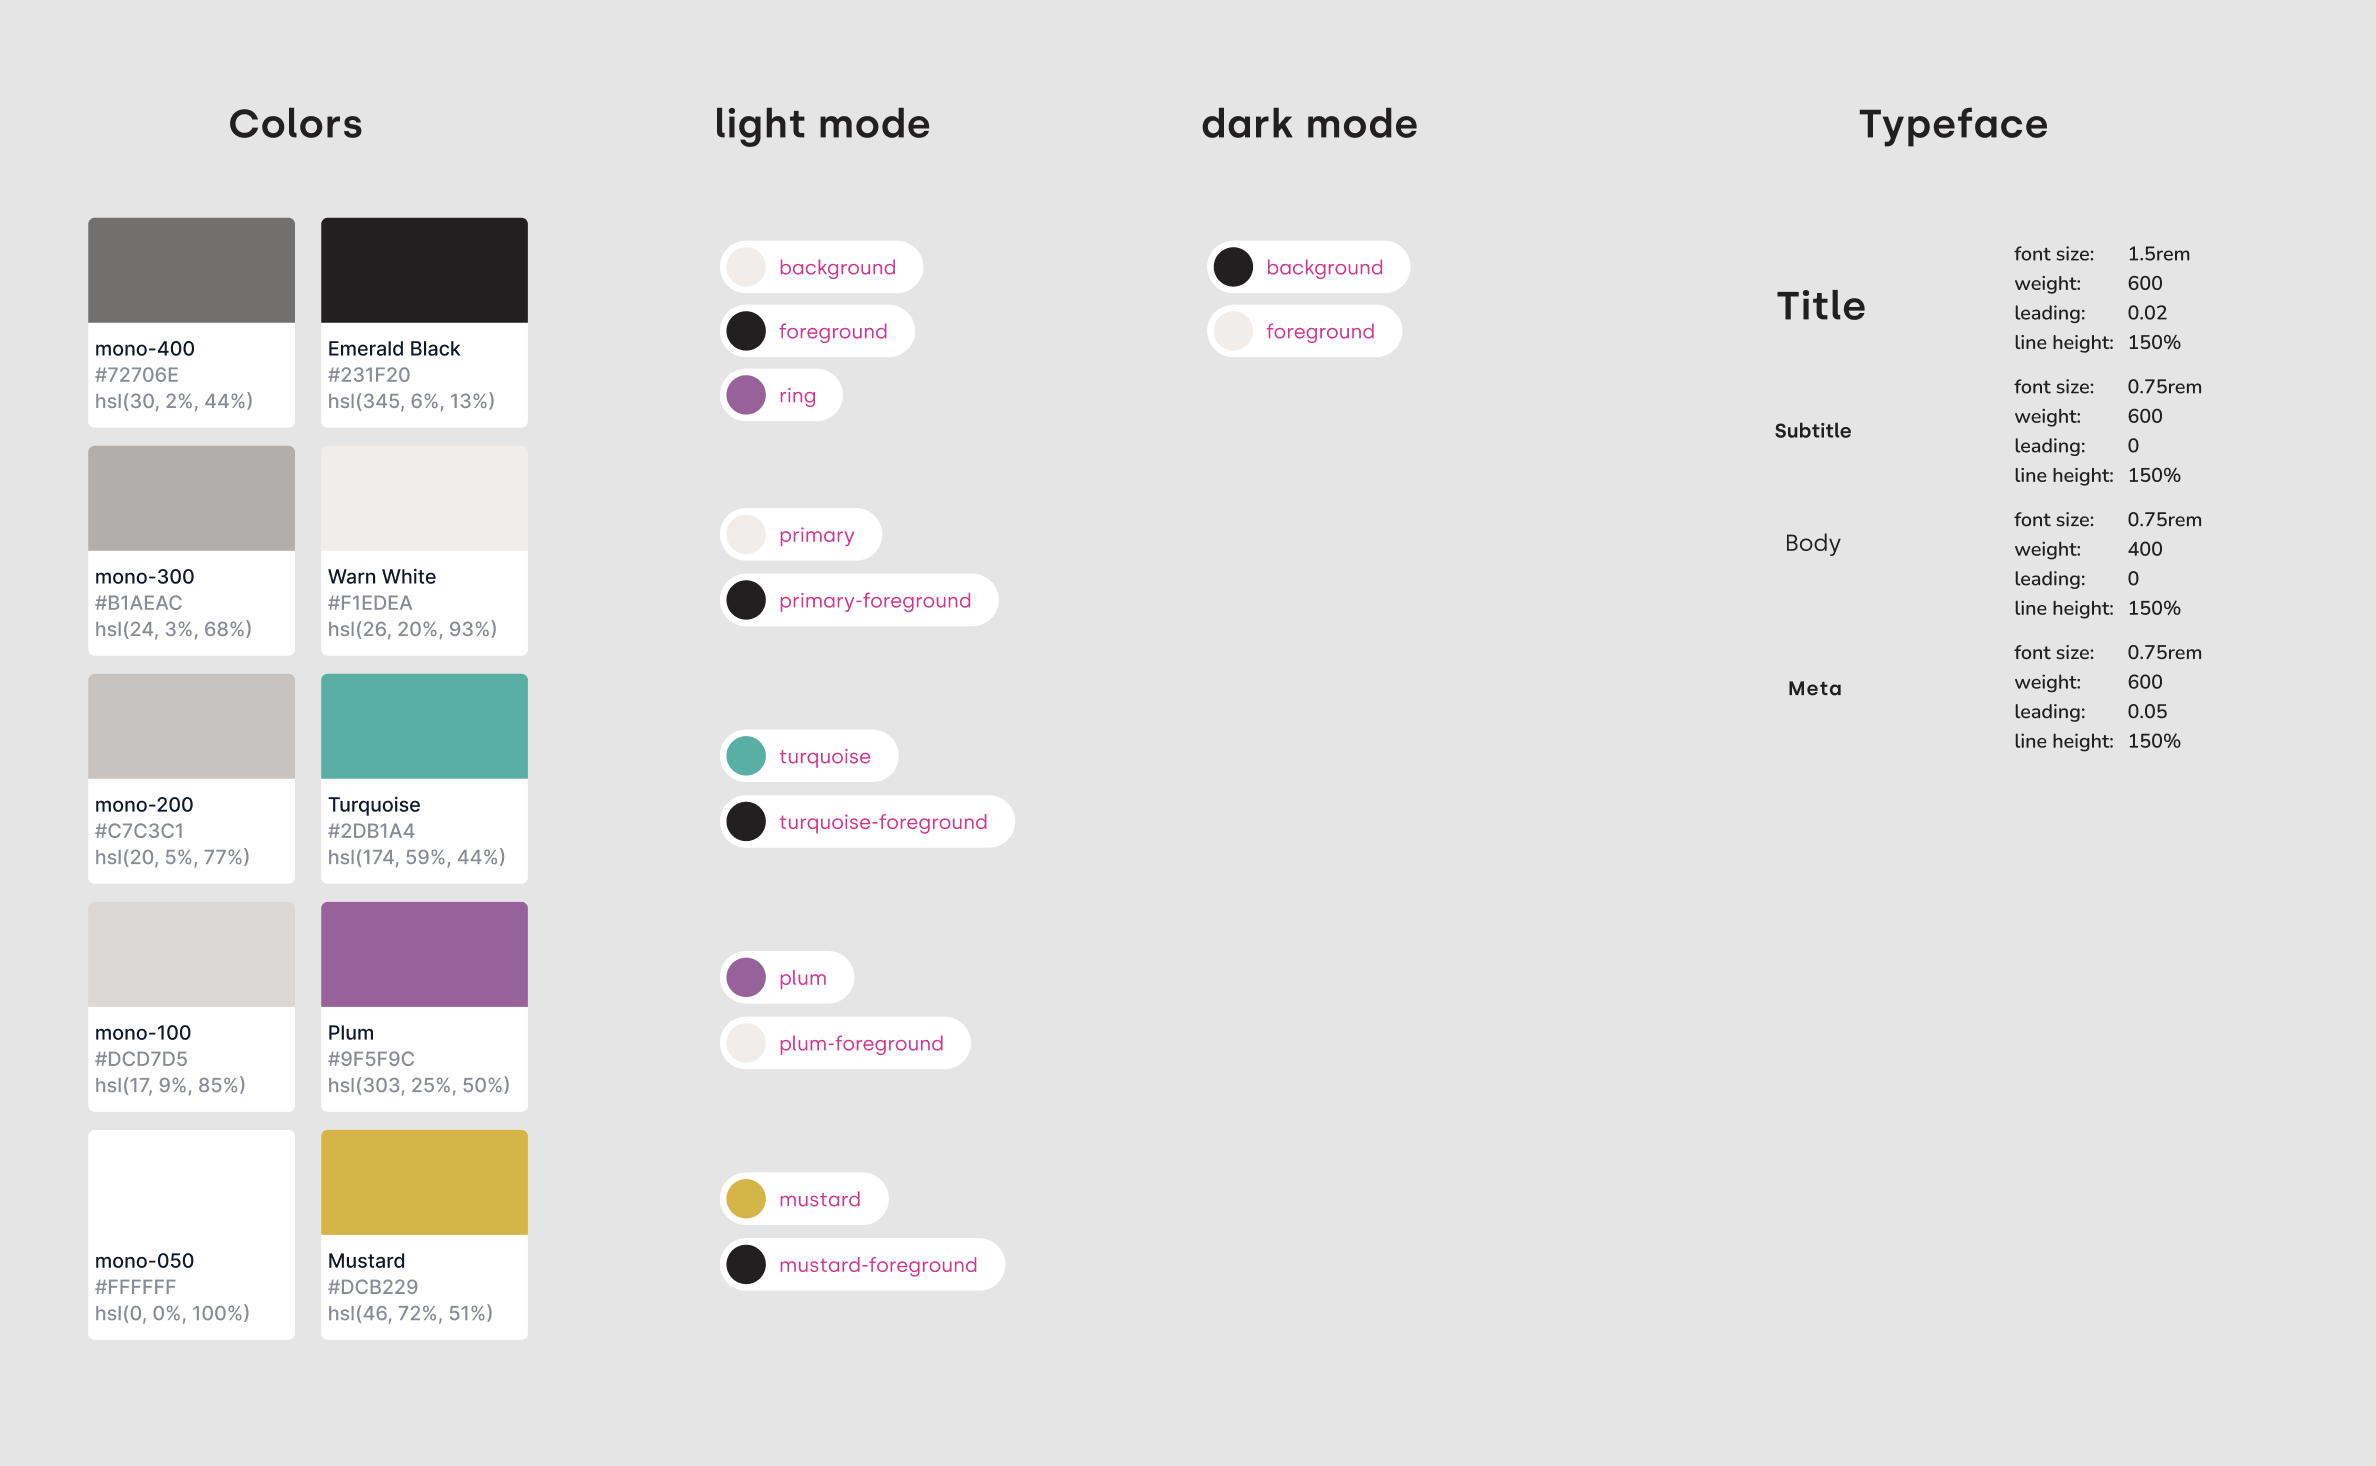 Colors
mono-400
#72706E
hsl(30, 2%, 44%)
Emerald Black
#231F20
hsl(345, 6%, 13%)
mono-300
#B1AEAC
hsl(24, 3%, 68%)
Warn White
#F1EDEA
hsl(26, 20%, 93%)
mono-200
#C7C3C1
hsl(20, 5%, 77%)
Turquoise
#2DB1A4
hsl(174, 59%, 44%)
mono-100
#DCD7D5
hsl(17, 9%, 85%)
Plum
#9F5F9C
hsl(303, 25%, 50%)
mono-050
#FFFFFF
hsl(0, 0%, 100%)
Mustard
#DCB229
hsl(46, 72%, 51%)
light mode
background
foreground
ring
primary
primary-foreground
turquoise
turquoise-foreground
plum
plum-foreground
mustard
mustard-foreground
dark mode
background
foreground
Typeface
Title
font size: 1.5rem
weight: 600
leading: 0.02
line height: 150%
Subtitle
font size: 0.75rem
weight: 600
leading: 0
line height: 150%
Body
font size: 0.75rem
weight: 400
leading: 0
line height: 150%
Meta
font size: 0.75rem
weight: 600
leading: 0.05
line height: 150%